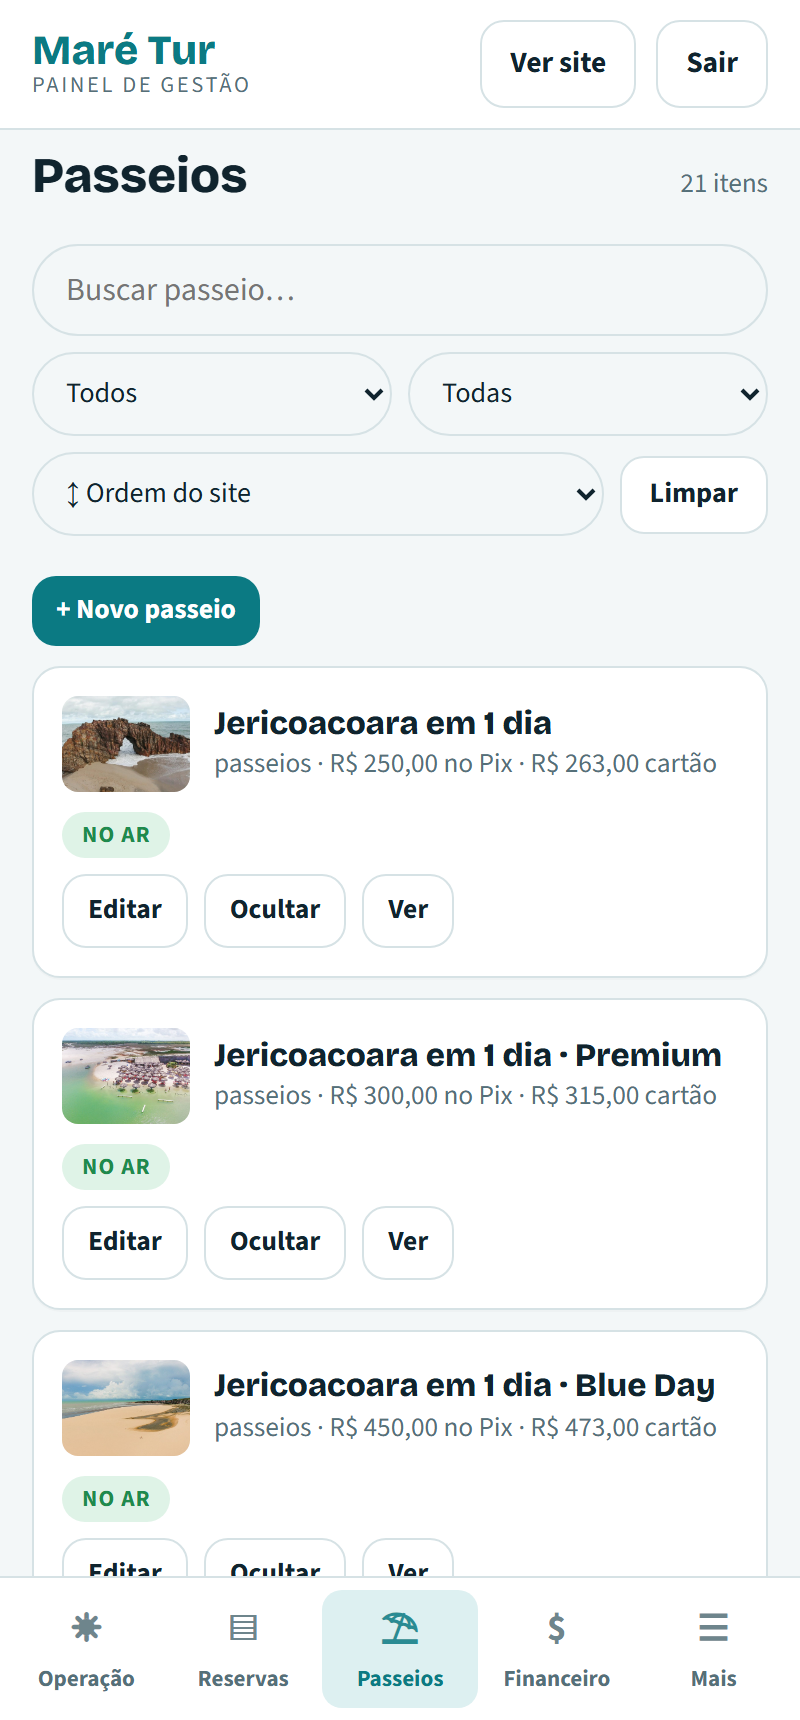 Maré Tur
PAINEL DE GESTÃO
Ver site
Sair
Passeios
21 itens
Buscar passeio…
Todos
Todas
↕ Ordem do site
Limpar
+ Novo passeio
Jericoacoara em 1 dia
passeios · R$ 250,00 no Pix · R$ 263,00 cartão
NO AR
Editar
Ocultar
Ver
Jericoacoara em 1 dia · Premium
passeios · R$ 300,00 no Pix · R$ 315,00 cartão
NO AR
Editar
Ocultar
Ver
Jericoacoara em 1 dia · Blue Day
passeios · R$ 450,00 no Pix · R$ 473,00 cartão
NO AR
Editar
Ocultar
Ver
Operação
Reservas
Passeios
$
Financeiro
Mais